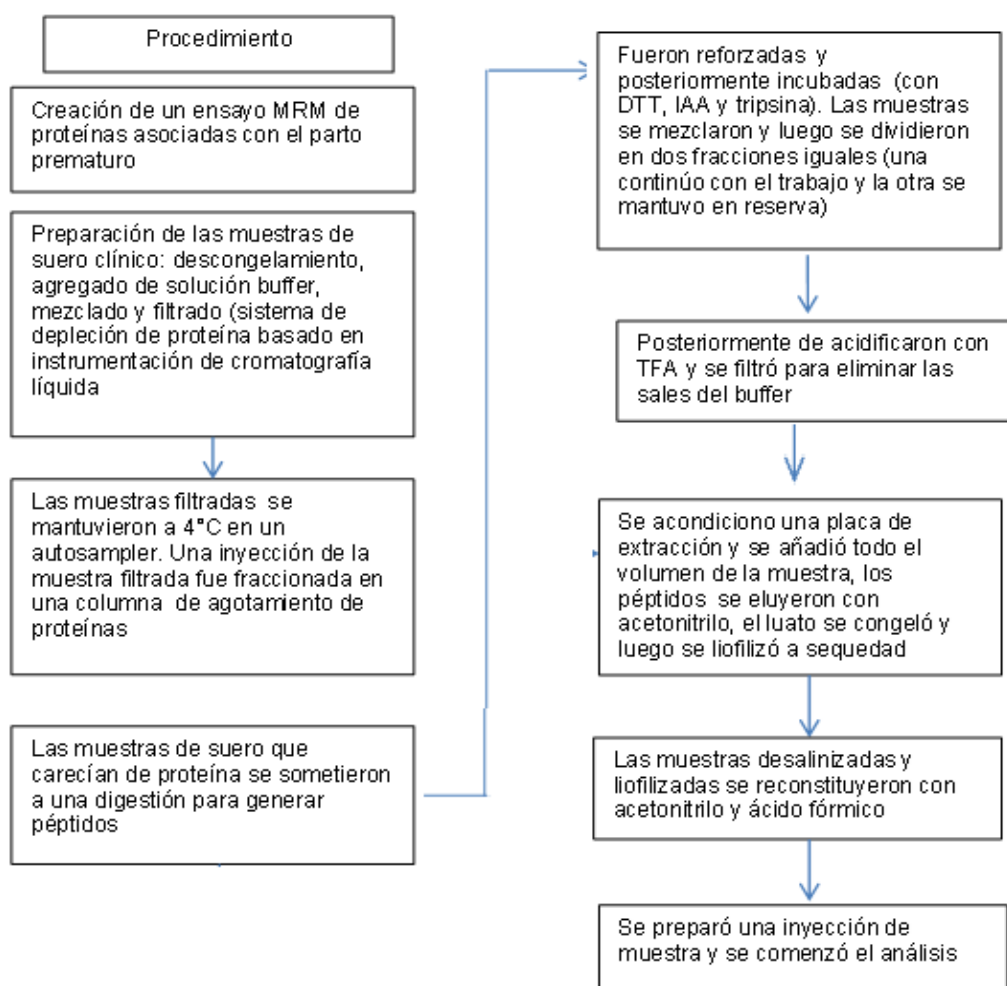 Procedimiento
Creación de un ensayo MRM de
proteínas asociadas con el parto
prematuro
Preparación de las muestras de
suero clínico: descongelamiento,
agregado de solución buffer,
mezclado y filtrado (sistema de
depleción de proteína basado en
instrumentación de cromatografía
líquida
Las muestras filtradas se
mantuvieron a 4°C en un
autosampler. Una inyección de la
muestra filtrada fue fraccionada en
una columna de agotamiento de
proteínas
Las muestras de suero que
carecían de proteína se sometieron
a una digestión para generar
péptidos
Fueron reforzadas y
posteriormente incubadas (con
DTT, IAA y tripsina). Las muestras
se mezclaron y luego se dividieron
en dos fracciones iguales (una
continúo con el trabajo y la otra se
mantuvo en reserva)
Posteriormente de acidificaron con
TFA y se filtró para eliminar las
sales del buffer
Se acondiciono una placa de
extracción y se añadió todo el
volumen de la muestra, los
péptidos se eluyeron con
acetonitrilo, el luato se congeló y
luego se liofilizó a sequedad
Las muestras desalinizadas y
liofilizadas se reconstituyeron con
acetonitrilo y ácido fórmico
Se preparó una inyección de
muestra y se comenzó el análisis